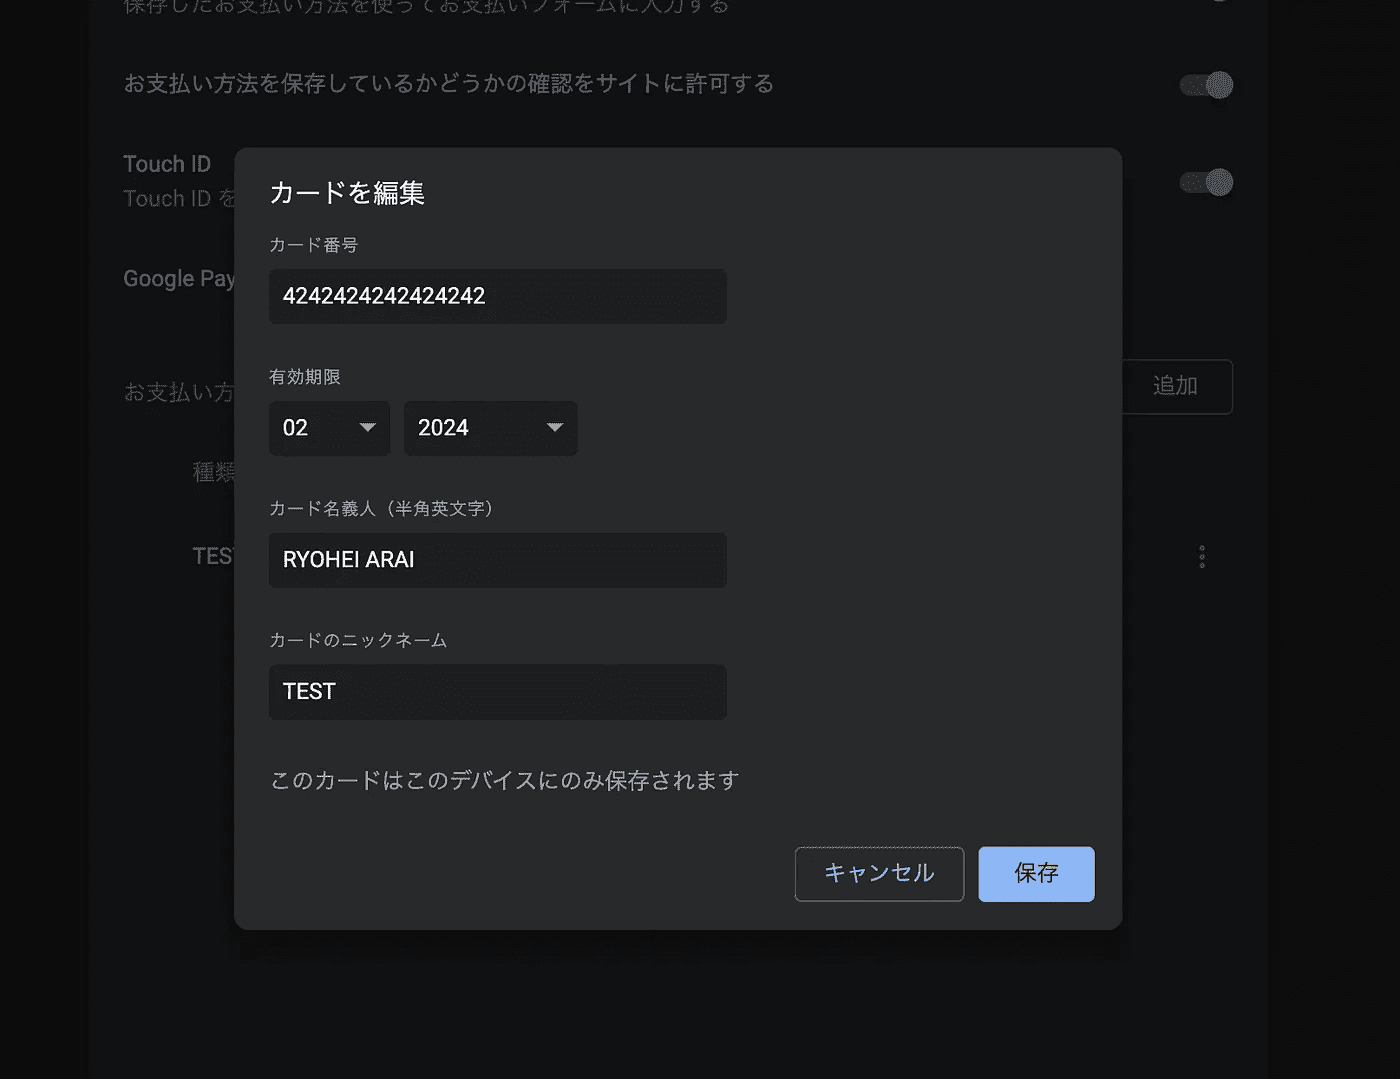 保存したお支払い方法を使ってお支払いフォームに入力する
お支払い方法を保存しているかどうかの確認をサイトに許可する
Touch ID
Touch ID を
Google Pay
お支払い方
追加
種類
TEST
カードを編集
カード番号
4242424242424242
有効期限
02 2024
カード名義人（半角英文字）
RYOHEI ARAI
カードのニックネーム
TEST
このカードはこのデバイスにのみ保存されます
キャンセル 保存